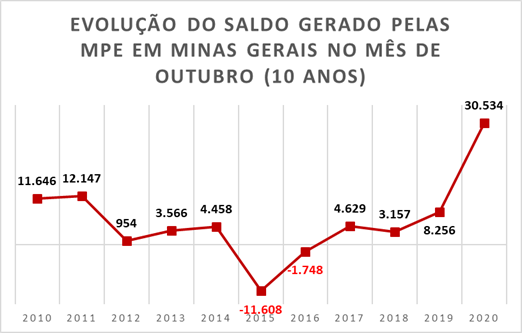 EVOLUÇÃO DO SALDO GERADO PELAS
MPE EM MINAS GERAIS NO MÊS DE
OUTUBRO (10 ANOS)
11.646
12.147
954
3.566
4.458
-11.608
-1.748
4.629
3.157
8.256
30.534
2010 2011 2012 2013 2014 2015 2016 2017 2018 2019 2020